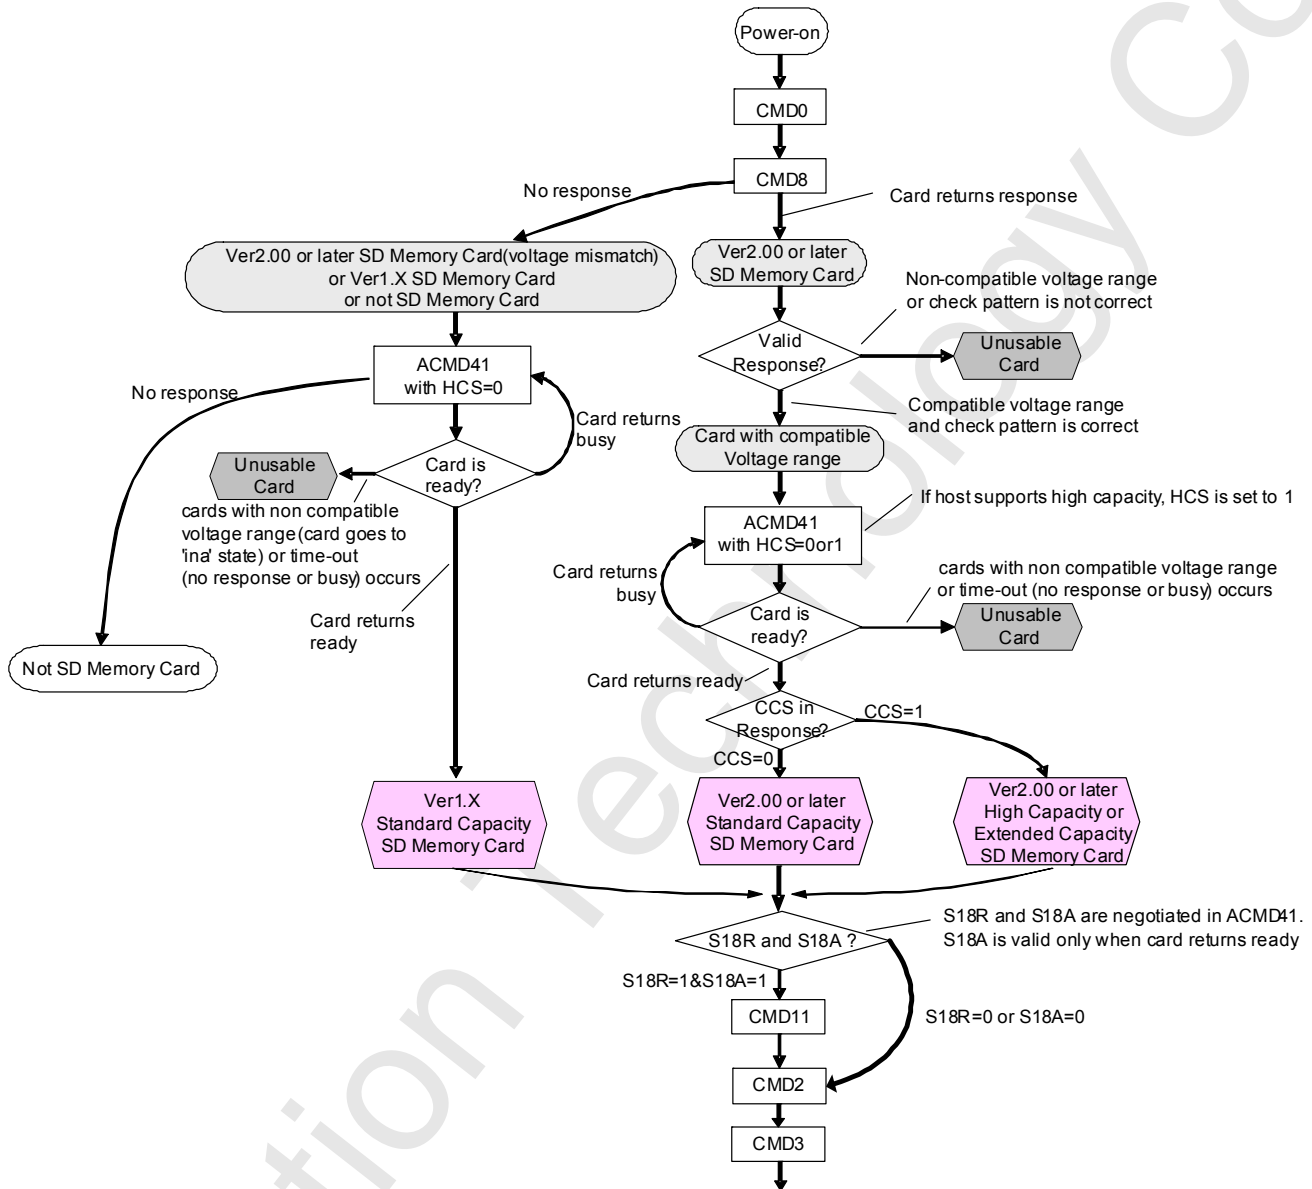 Power-on
CMD0
CMD8
No response
Card returns response
Ver2.00 or later SD Memory Card(voltage mismatch)
or Ver1.X SD Memory Card
or not SD Memory Card
Ver2.00 or later
SD Memory Card
Non-compatible voltage range
or check pattern is not correct
Valid
Response?
Unusable
Card
ACMD41
with HCS=0
No response
Card returns
busy
Compatible voltage range
and check pattern is correct
Card with compatible
Voltage range
Unusable
Card
Card is
ready?
cards with non compatible
voltage range(card goes to
'ina' state) or time-out
(no response or busy) occurs
If host supports high capacity, HCS is set to 1
ACMD41
with HCS=0or1
Card returns
busy
cards with non compatible voltage range
or time-out (no response or busy) occurs
Card returns
ready
Card is
ready?
Unusable
Card
Not SD Memory Card
Card returns ready
CCS in
Response?
CCS=1
CCS=0
Ver1.X
Standard Capacity
SD Memory Card
Ver2.00 or later
Standard Capacity
SD Memory Card
Ver2.00 or later
High Capacity or
Extended Capacity
SD Memory Card
S18R and S18A ?
S18R and S18A are negotiated in ACMD41.
S18A is valid only when card returns ready
S18R=1&S18A=1
CMD11
S18R=0 or S18A=0
CMD2
CMD3
tion Technology Co